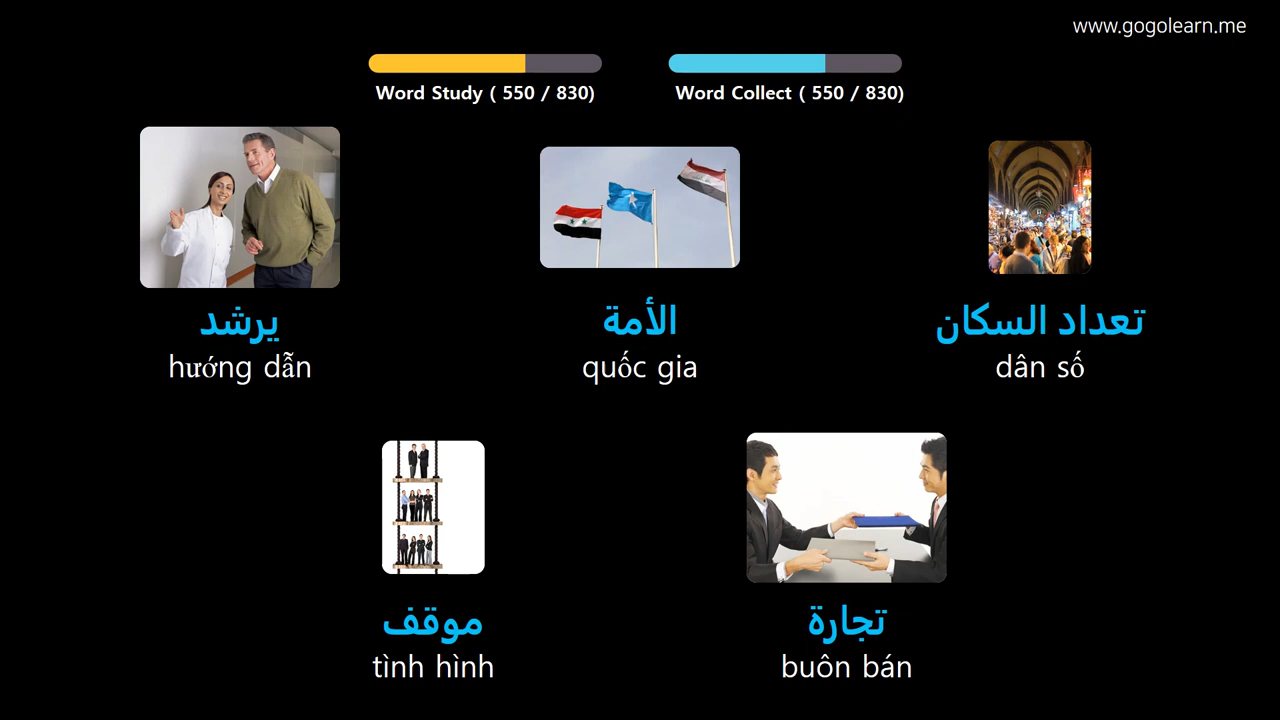 www.gogolearn.me
Word Study ( 550 / 830)
Word Collect ( 550 / 830)
يرشد
hướng dẫn
الأمة
quốc gia
تعداد السكان
dân số
موقف
tình hình
تجارة
buôn bán